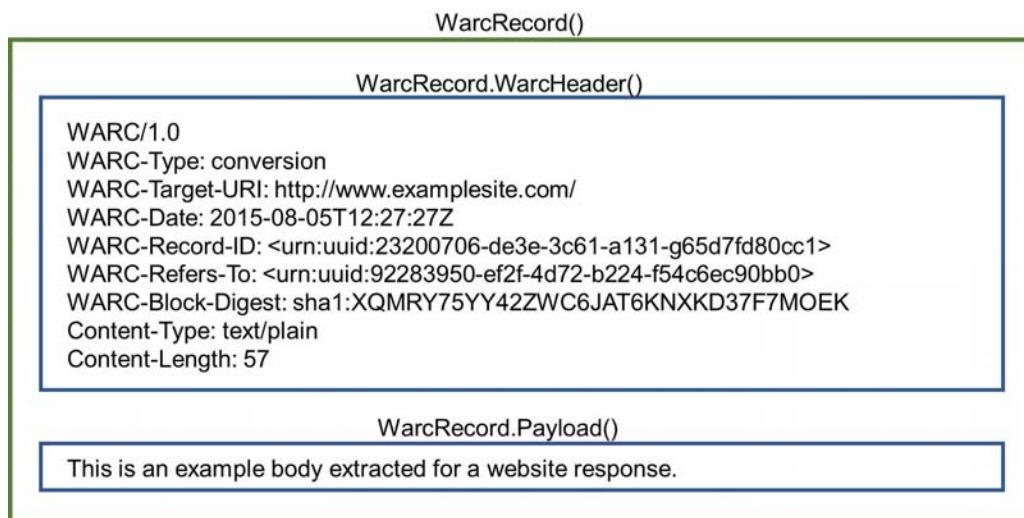 WarcRecord()
WarcRecord.WarcHeader()
WARC/1.0
WARC-Type: conversion
WARC-Target-URI: http://www.examplesite.com/
WARC-Date: 2015-08-05T12:27:27Z
WARC-Record-ID: <urn:uuid:23200706-de3e-3c61-a131-g65d7fd80cc1>
WARC-Refers-To: <urn:uuid:92283950-ef2f-4d72-b224-f54c6ec90bb0>
WARC-Block-Digest: sha1:XQMRY75YY42ZWC6JAT6KNXKD37F7MOEK
Content-Type: text/plain
Content-Length: 57
WarcRecord.Payload()
This is an example body extracted for a website response.